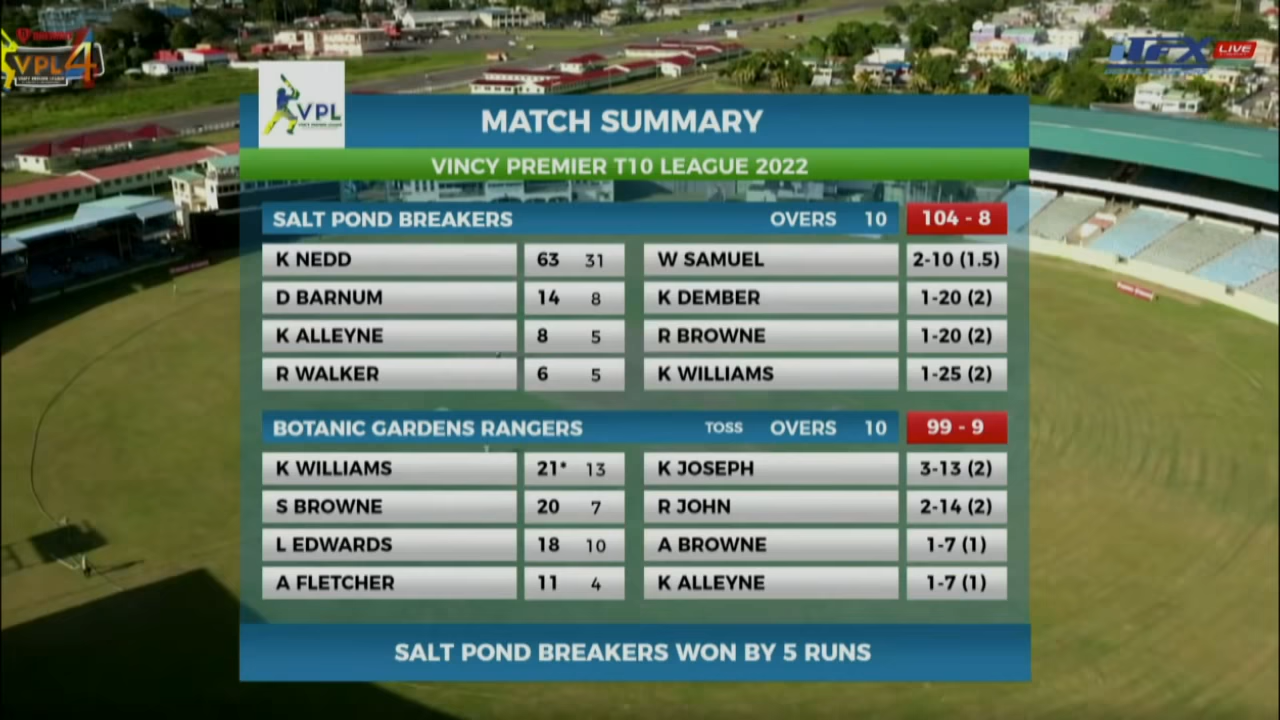 VPL 4
ITFX LIVE
VPL
MATCH SUMMARY
VINCY PREMIER T10 LEAGUE 2022
SALT POND BREAKERS OVERS 10 104 - 8
K NEDD 63 31 W SAMUEL 2-10 (1.5)
D BARNUM 14 8 K DEMBER 1-20 (2)
K ALLEYNE 8 5 R BROWNE 1-20 (2)
R WALKER 6 5 K WILLIAMS 1-25 (2)
BOTANIC GARDENS RANGERS TOSS OVERS 10 99 - 9
K WILLIAMS 21* 13 K JOSEPH 3-13 (2)
S BROWNE 20 7 R JOHN 2-14 (2)
L EDWARDS 18 10 A BROWNE 1-7 (1)
A FLETCHER 11 4 K ALLEYNE 1-7 (1)
SALT POND BREAKERS WON BY 5 RUNS